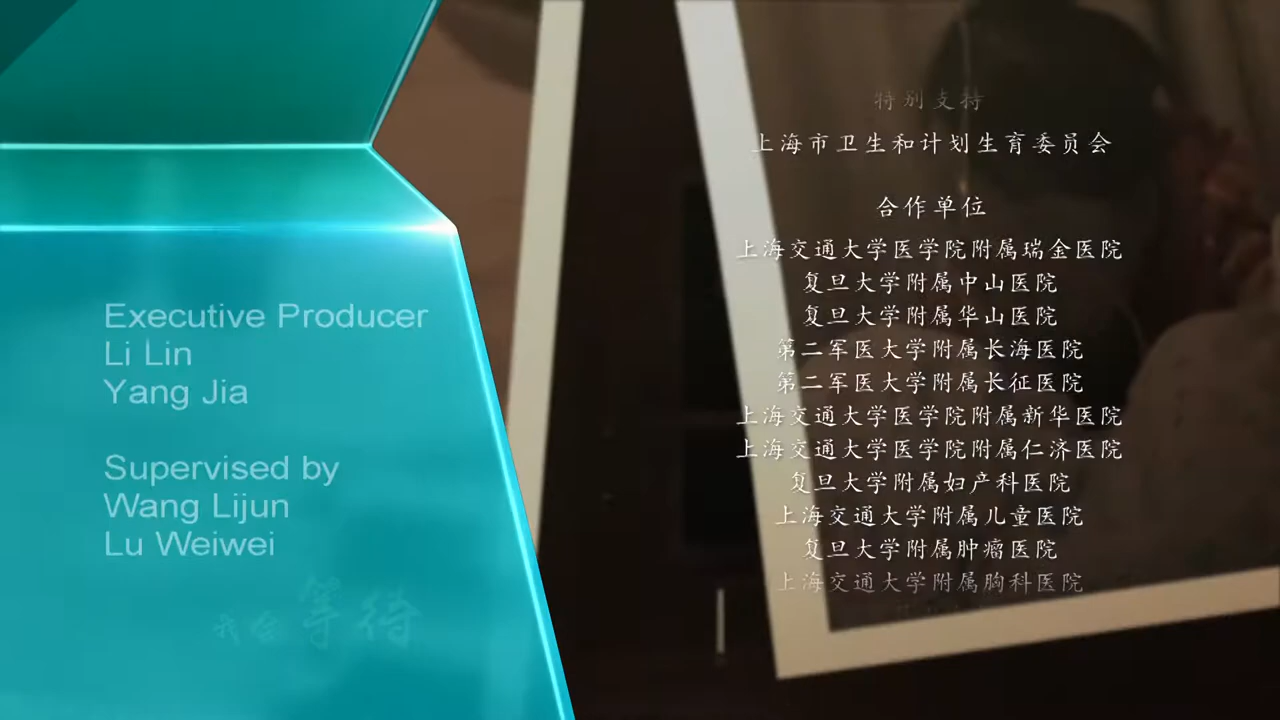 Executive Producer
Li Lin
Yang Jia
Supervised by
Wang Lijun
Lu Weiwei
我会等待
特别支持
上海市卫生和计划生育委员会
合作单位
上海交通大学医学院附属瑞金医院
复旦大学附属中山医院
复旦大学附属华山医院
第二军医大学附属长海医院
第二军医大学附属长征医院
上海交通大学医学院附属新华医院
上海交通大学医学院附属仁济医院
复旦大学附属妇产科医院
上海交通大学附属儿童医院
复旦大学附属肿瘤医院
上海交通大学附属胸科医院